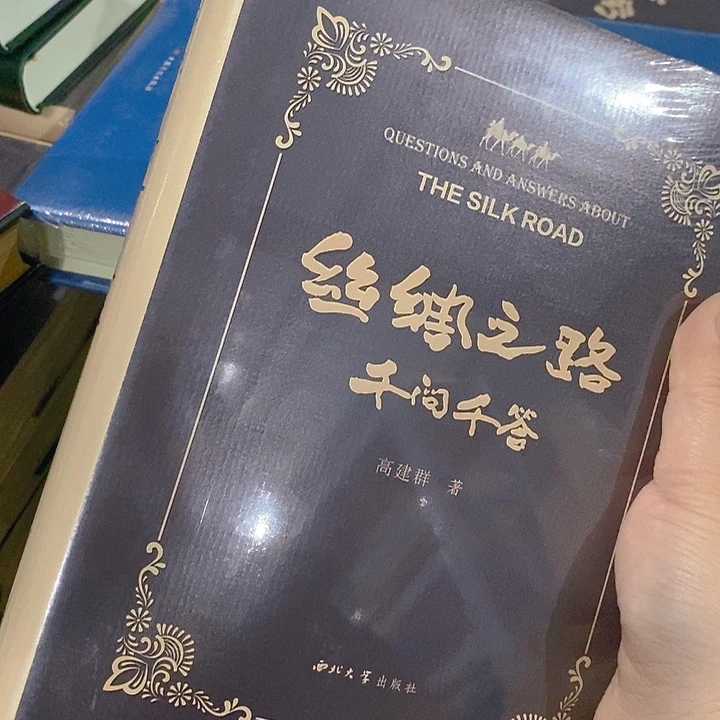 QUESTIONS AND ANSWERS ABOUT
THE SILK ROAD
丝绸之路
千问千答
高建群 著
西北大学出版社